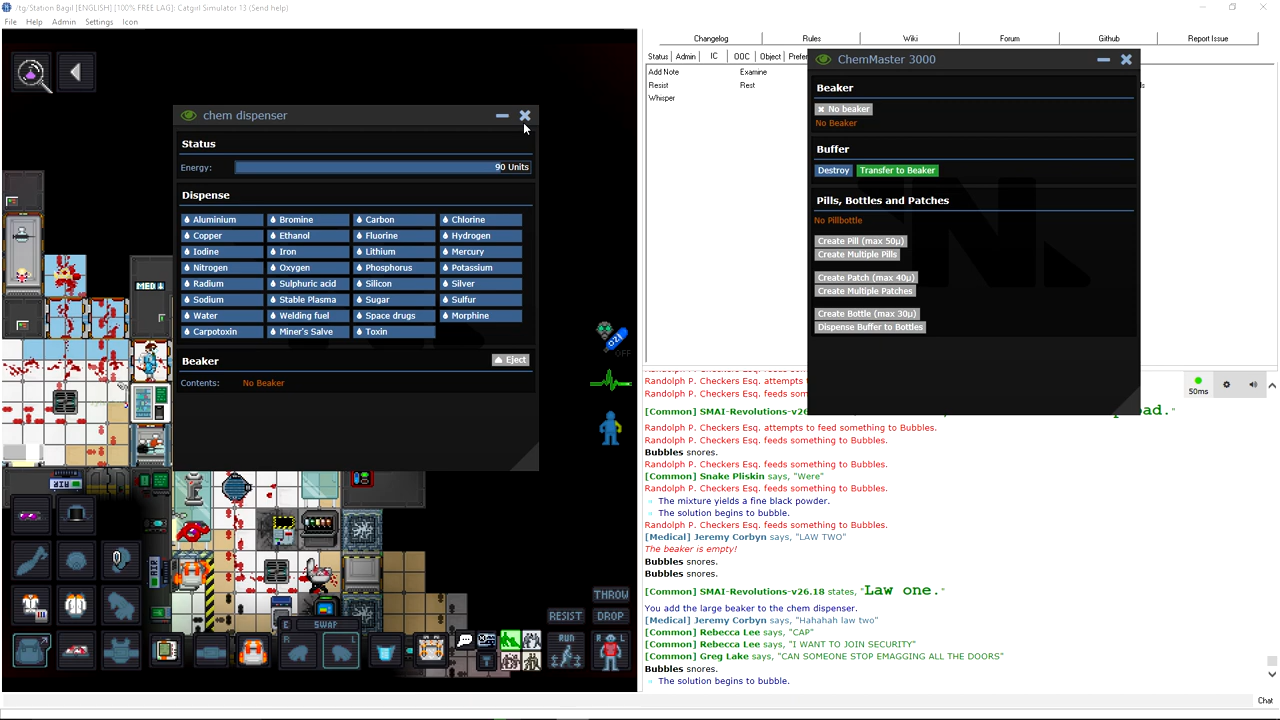 /tg/Station Bagil [ENGLISH] [100% FREE LAG]: Catgirl Simulator 13 (Send help)
File Help Admin Settings Icon
Changelog Rules Wiki Forum Github Report Issue
Status Admin IC OOC Object
Add Note Examine
Resist Rest
Whisper
chem dispenser
Status
Energy: 90 Units
Dispense
Aluminium Bromine Carbon Chlorine
Copper Ethanol Fluorine Hydrogen
Iodine Iron Lithium Mercury
Nitrogen Oxygen Phosphorus Potassium
Radium Sulphuric acid Silicon Silver
Sodium Stable Plasma Sugar Sulfur
Water Welding fuel Space drugs Morphine
Carpotoxin Miner's Salve Toxin
Beaker
Eject
Contents: No Beaker
ChemMaster 3000
Beaker
No beaker
No Beaker
Buffer
Destroy Transfer to Beaker
Pills, Bottles and Patches
No Pillbottle
Create Pill (max 50µ)
Create Multiple Pills
Create Patch (max 40µ)
Create Multiple Patches
Create Bottle (max 30µ)
Dispense Buffer to Bottles
MED
OZI
OFF
AIR
AIR
THROW
RESIST DROP
E SWAP
R L
RUN
R L
50ms
Randolph P. Checkers Esq. attempts to
Randolph P. Checkers Esq. feeds som
[Common] SMAI-Revolutions-v26
Randolph P. Checkers Esq. attempts to feed something to Bubbles.
Randolph P. Checkers Esq. feeds something to Bubbles.
Bubbles snores.
Randolph P. Checkers Esq. feeds something to Bubbles.
[Common] Snake Pliskin says, "Were"
Randolph P. Checkers Esq. feeds something to Bubbles.
The mixture yields a fine black powder.
The solution begins to bubble.
Randolph P. Checkers Esq. feeds something to Bubbles.
[Medical] Jeremy Corbyn says, "LAW TWO"
The beaker is empty!
Bubbles snores.
Bubbles snores.
[Common] SMAI-Revolutions-v26.18 states, "Law one."
You add the large beaker to the chem dispenser.
[Medical] Jeremy Corbyn says, "Hahahah law two"
[Common] Rebecca Lee says, "CAP"
[Common] Rebecca Lee says, "I WANT TO JOIN SECURITY"
[Common] Greg Lake says, "CAN SOMEONE STOP EMAGGING ALL THE DOORS"
Bubbles snores.
The solution begins to bubble.
Chat